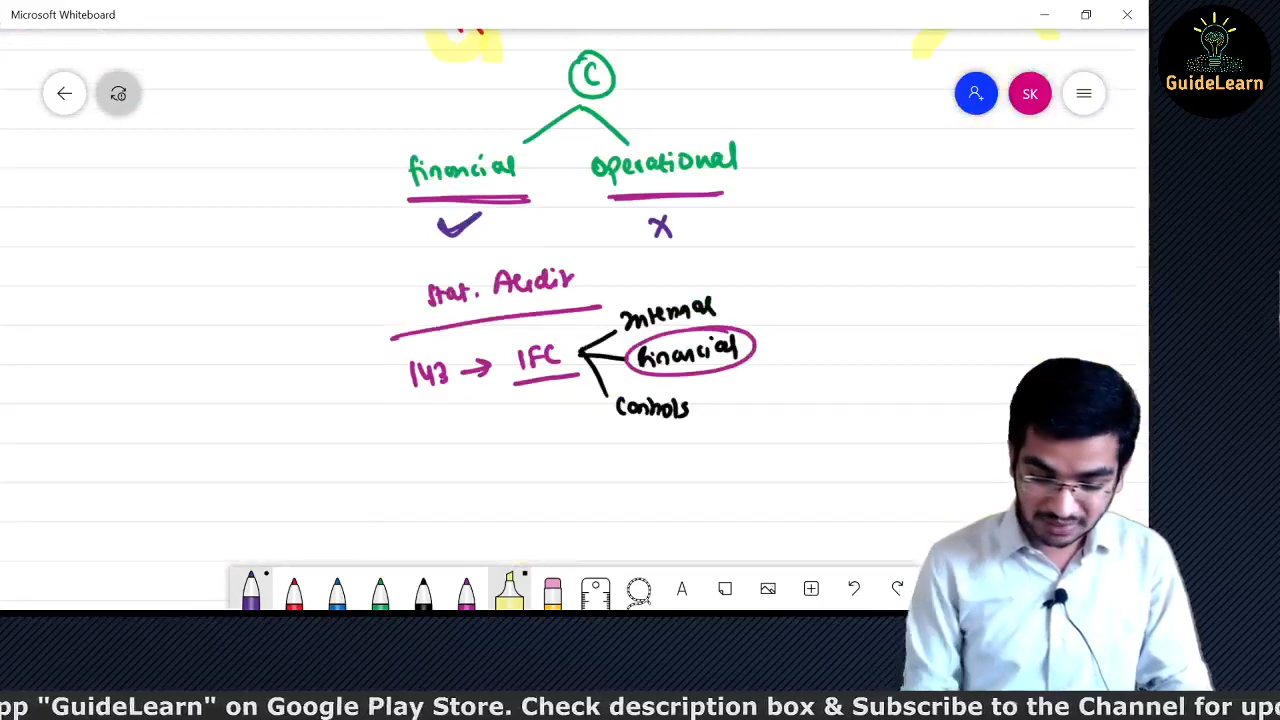 Microsoft Whiteboard
GuideLearn
SK
C
financial operational
✓ X
Stat. Audit
143 → IFC
Internal
financial
Controls
A
pp "GuideLearn" on Google Play Store. Check description box & Subscribe to the Channel for upd